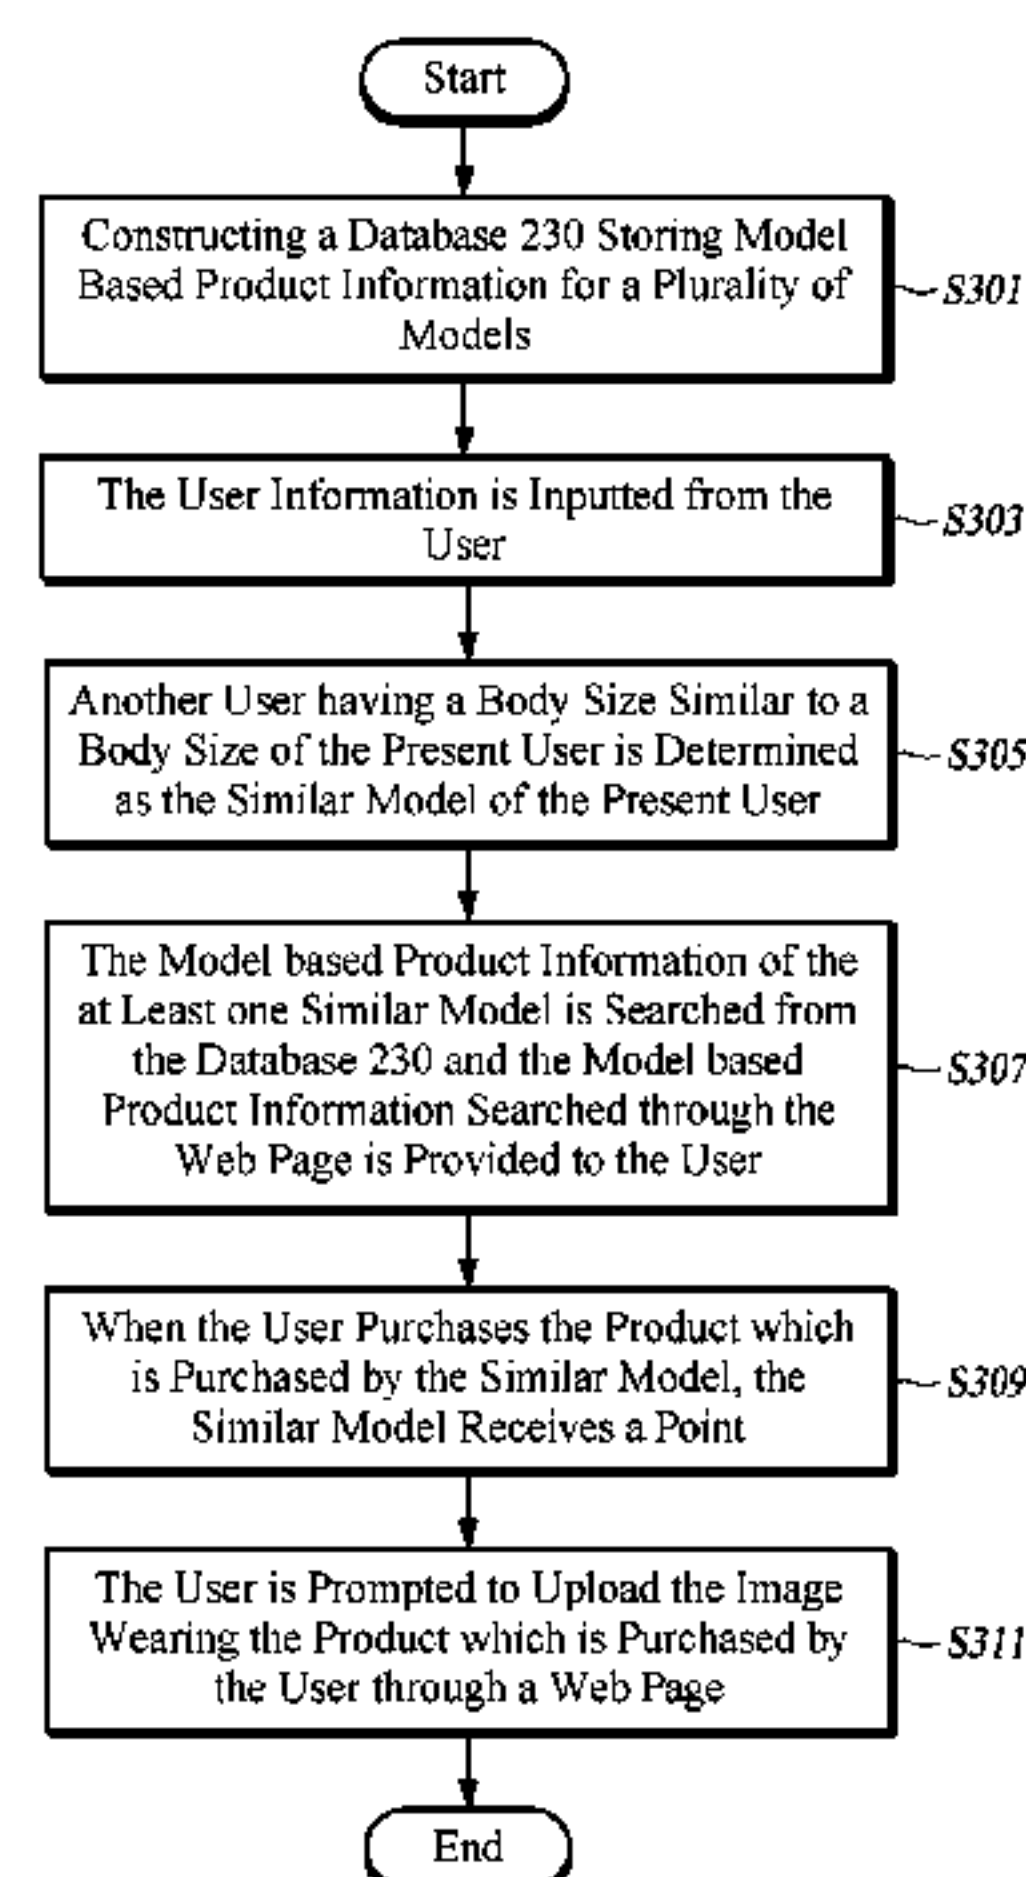 Start
Constructing a Database 230 Storing Model
Based Product Information for a Plurality of
Models
S301
The User Information is Inputted from the
User
S303
Another User having a Body Size Similar to a
Body Size of the Present User is Determined
as the Similar Model of the Present User
S305
The Model based Product Information of the
at Least one Similar Model is Searched from
the Database 230 and the Model based
Product Information Searched through the
Web Page is Provided to the User
S307
When the User Purchases the Product which
is Purchased by the Similar Model, the
Similar Model Receives a Point
S309
The User is Prompted to Upload the Image
Wearing the Product which is Purchased by
the User through a Web Page
S311
End